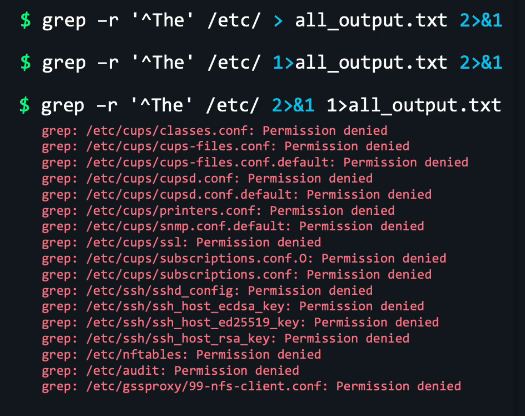 $ grep –r '^The' /etc/ > all_output.txt 2>&1
$ grep –r '^The' /etc/ 1>all_output.txt 2>&1
$ grep –r '^The' /etc/ 2>&1 1>all_output.txt
grep: /etc/cups/classes.conf: Permission denied
grep: /etc/cups/cups-files.conf: Permission denied
grep: /etc/cups/cups-files.conf.default: Permission denied
grep: /etc/cups/cupsd.conf: Permission denied
grep: /etc/cups/cupsd.conf.default: Permission denied
grep: /etc/cups/printers.conf: Permission denied
grep: /etc/cups/snmp.conf.default: Permission denied
grep: /etc/cups/ssl: Permission denied
grep: /etc/cups/subscriptions.conf.O: Permission denied
grep: /etc/cups/subscriptions.conf: Permission denied
grep: /etc/ssh/sshd_config: Permission denied
grep: /etc/ssh/ssh_host_ecdsa_key: Permission denied
grep: /etc/ssh/ssh_host_ed25519_key: Permission denied
grep: /etc/ssh/ssh_host_rsa_key: Permission denied
grep: /etc/nftables: Permission denied
grep: /etc/audit: Permission denied
grep: /etc/gssproxy/99-nfs-client.conf: Permission denied